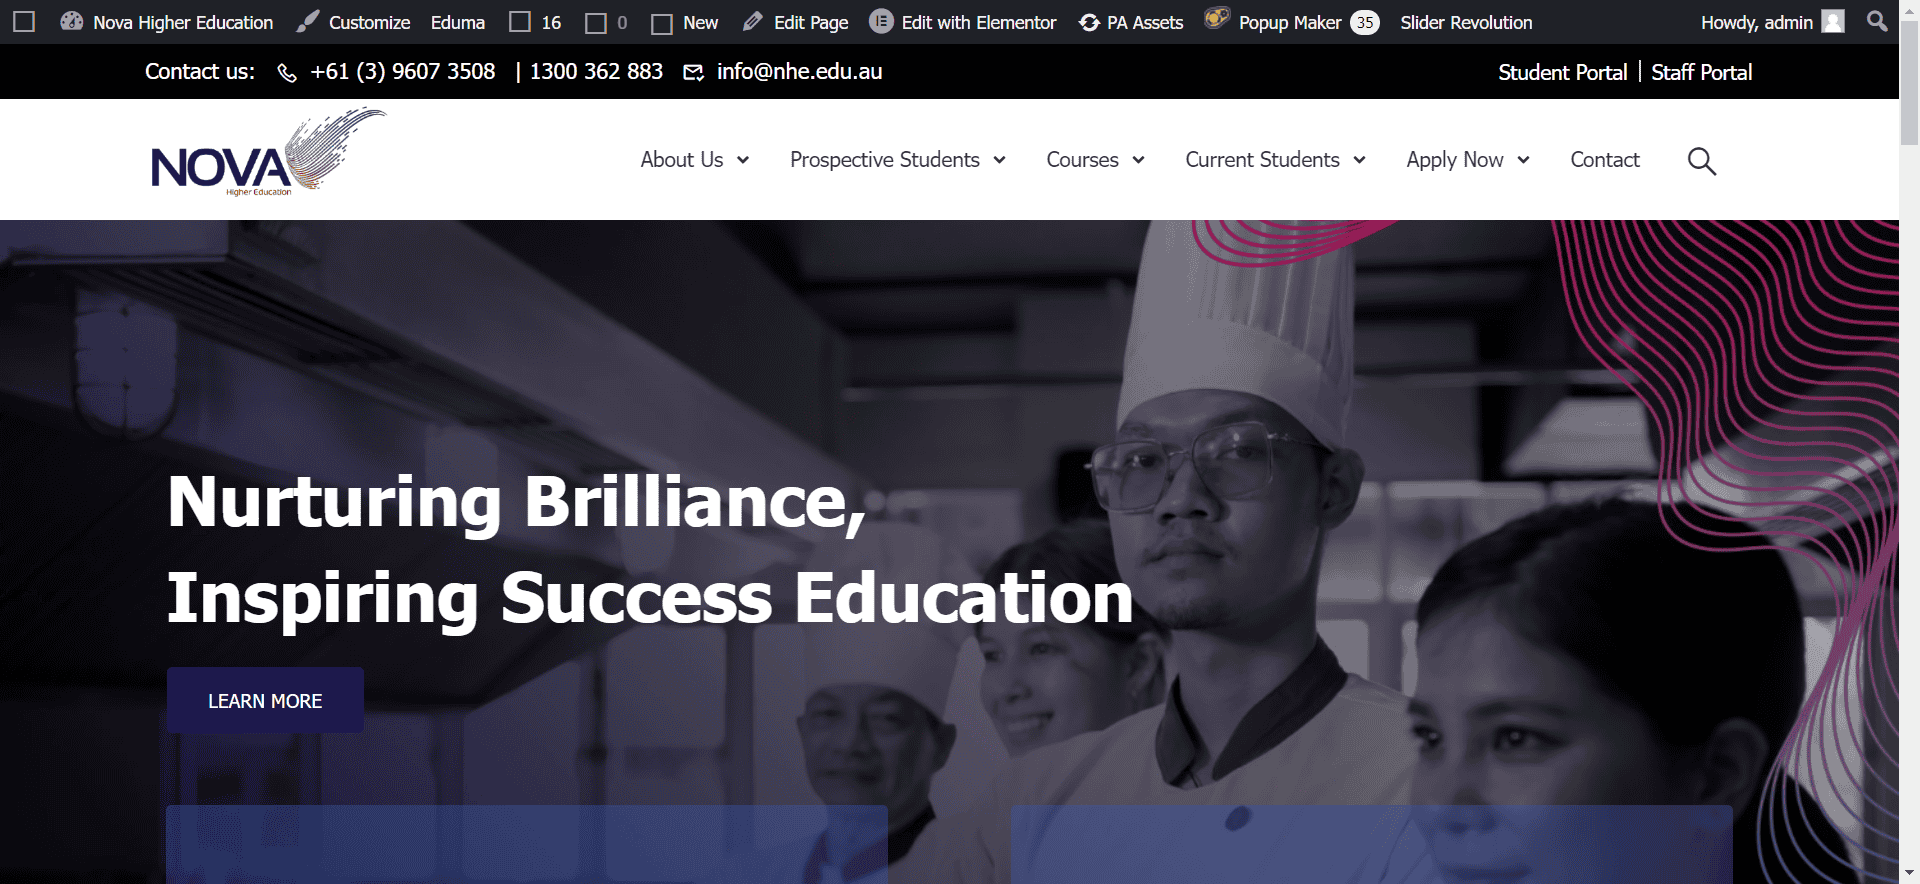 Nova Higher Education Customize Eduma 16 0 New Edit Page Edit with Elementor PA Assets Popup Maker 35 Slider Revolution Howdy, admin
Contact us: +61 (3) 9607 3508 | 1300 362 883 info@nhe.edu.au Student Portal | Staff Portal
NOVA
Higher Education
About Us Prospective Students Courses Current Students Apply Now Contact
Nurturing Brilliance,
Inspiring Success Education
LEARN MORE